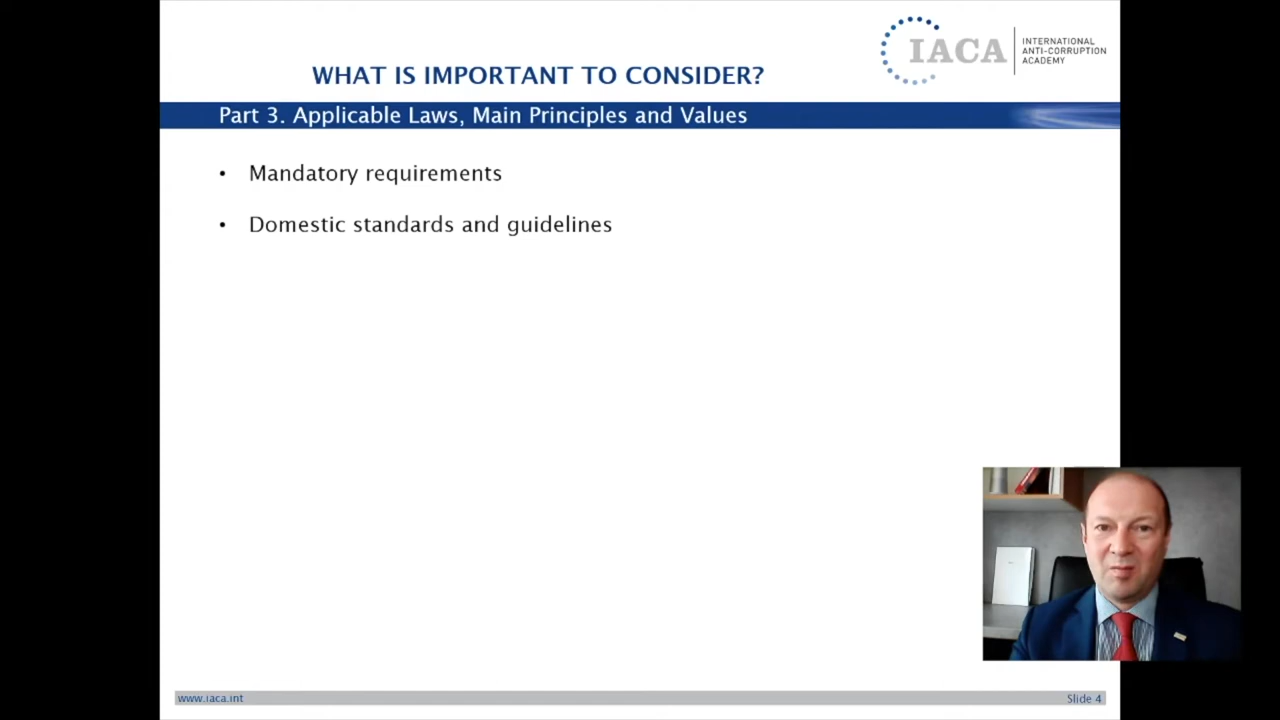 IACA
INTERNATIONAL
ANTI-CORRUPTION
ACADEMY
WHAT IS IMPORTANT TO CONSIDER?
Part 3. Applicable Laws, Main Principles and Values
• Mandatory requirements
• Domestic standards and guidelines
www.iaca.int
Slide 4